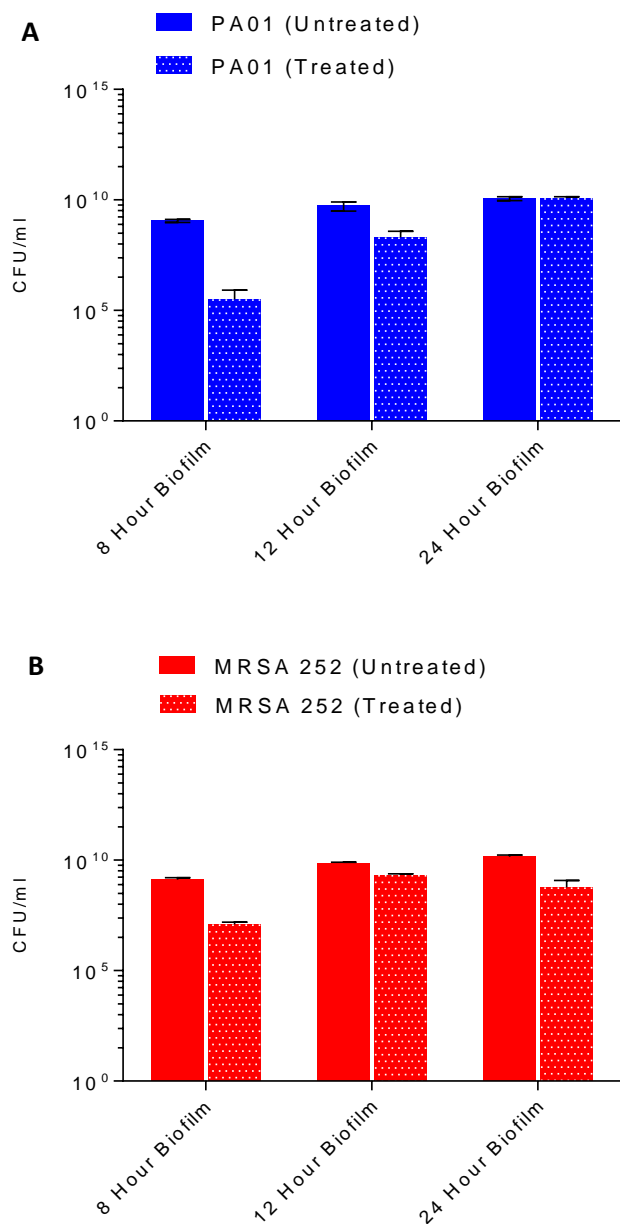 A
PA01 (Untreated)
PA01 (Treated)
10^15
10^10
10^5
10^0
CFU/ml
8 Hour Biofilm
12 Hour Biofilm
24 Hour Biofilm
B
MRSA 252 (Untreated)
MRSA 252 (Treated)
10^15
10^10
10^5
10^0
CFU/ml
8 Hour Biofilm
12 Hour Biofilm
24 Hour Biofilm